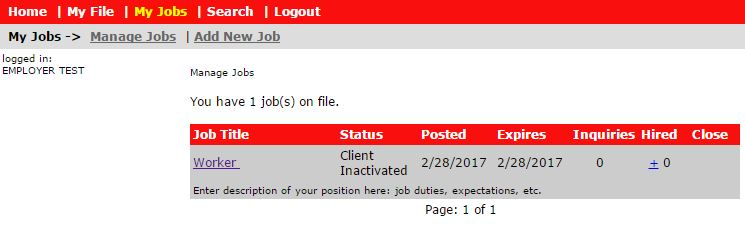 Home | My File | My Jobs | Search | Logout
My Jobs -> Manage Jobs | Add New Job
logged in:
EMPLOYER TEST
Manage Jobs
You have 1 job(s) on file.
Job Title Status Posted Expires Inquiries Hired Close
Worker Client Inactivated 2/28/2017 2/28/2017 0 + 0
Enter description of your position here: job duties, expectations, etc.
Page: 1 of 1